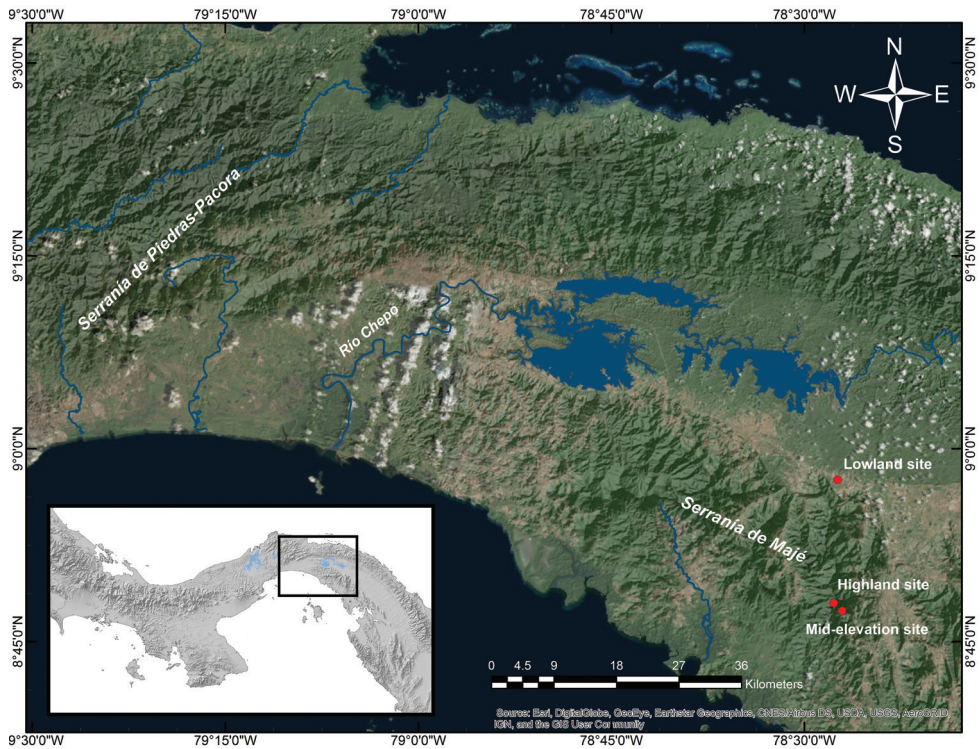 79°30'0"W 79°15'0"W 79°0'0"W 78°45'0"W 78°30'0"W
9°30'0"N 9°30'0"N
N
W E
S
Serranía de Piedras-Pacora
9°15'0"N 9°15'0"N
Río Chepo
9°0'0"N 9°0'0"N
Lowland site
Serranía de Majé
Highland site
Mid-elevation site
8°45'0"N 8°45'0"N
0 4.5 9 18 27 36
Kilometers
Source: Esri, DigitalGlobe, GeoEye, Earthstar Geographics, CNES/Airbus DS, USDA, USGS, AeroGRID,
IGN, and the GIS User Community
79°30'0"W 79°15'0"W 79°0'0"W 78°45'0"W 78°30'0"W